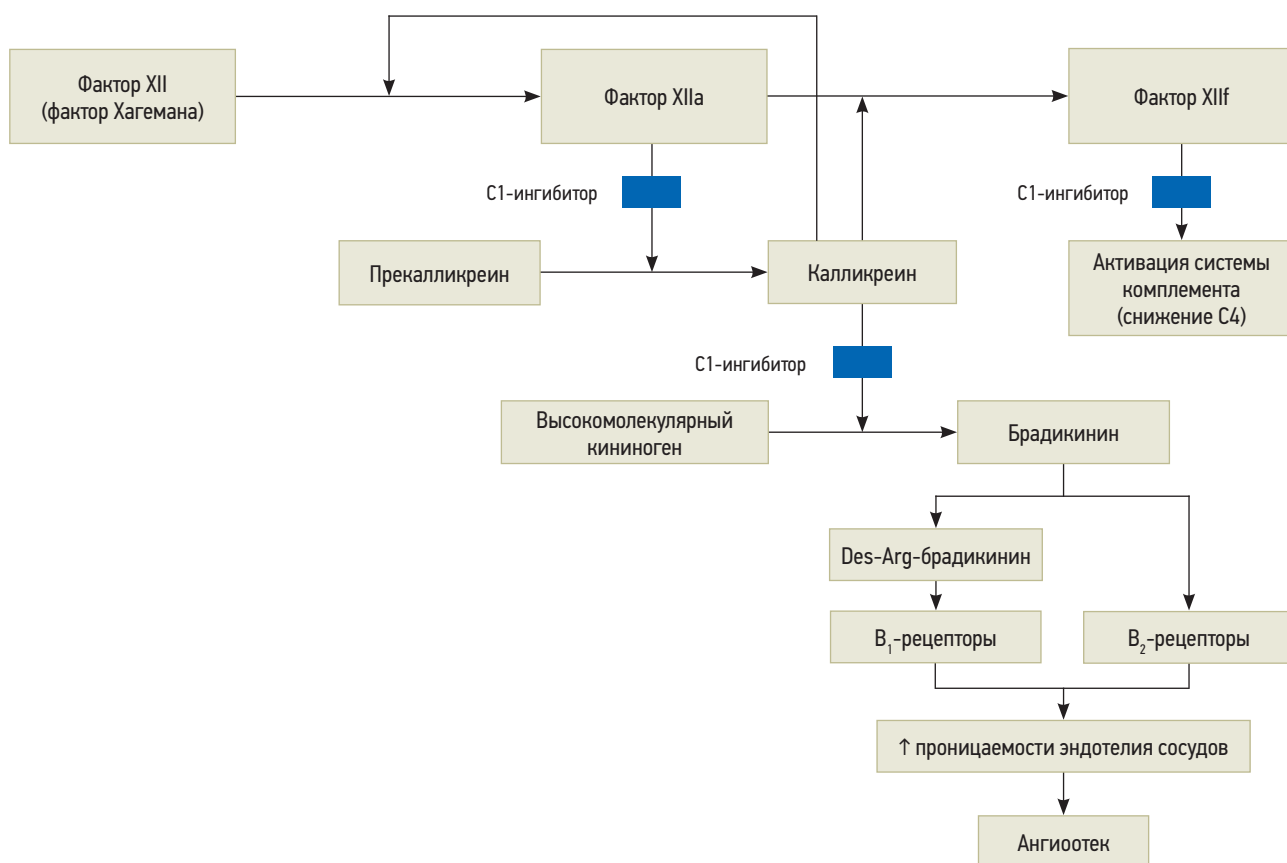 Фактор XII
(фактор Хагемана)
Фактор XIIa
Фактор XIIf
С1-ингибитор
С1-ингибитор
Прекалликреин
Калликреин
Активация системы
комплемента
(снижение С4)
С1-ингибитор
Высокомолекулярный
кининоген
Брадикинин
Des-Arg-брадикинин
B₁-рецепторы
B₂-рецепторы
↑ проницаемости эндотелия сосудов
Ангиоотек